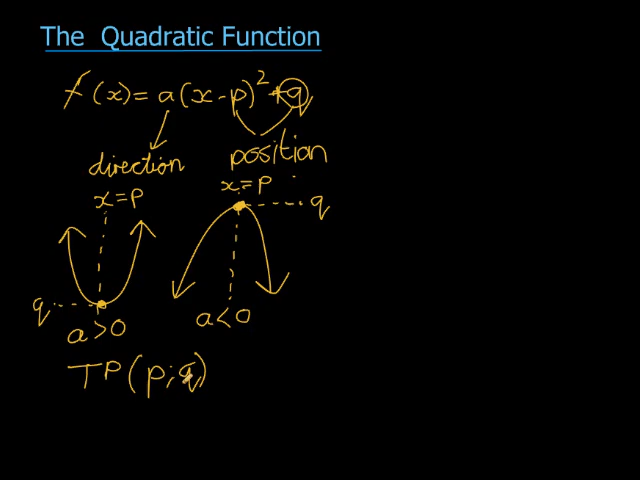 The Quadratic Function
f(x) = a(x - p)² + q
direction
position
x = p
x = p
q
q
a > 0
a < 0
TP(p;q)